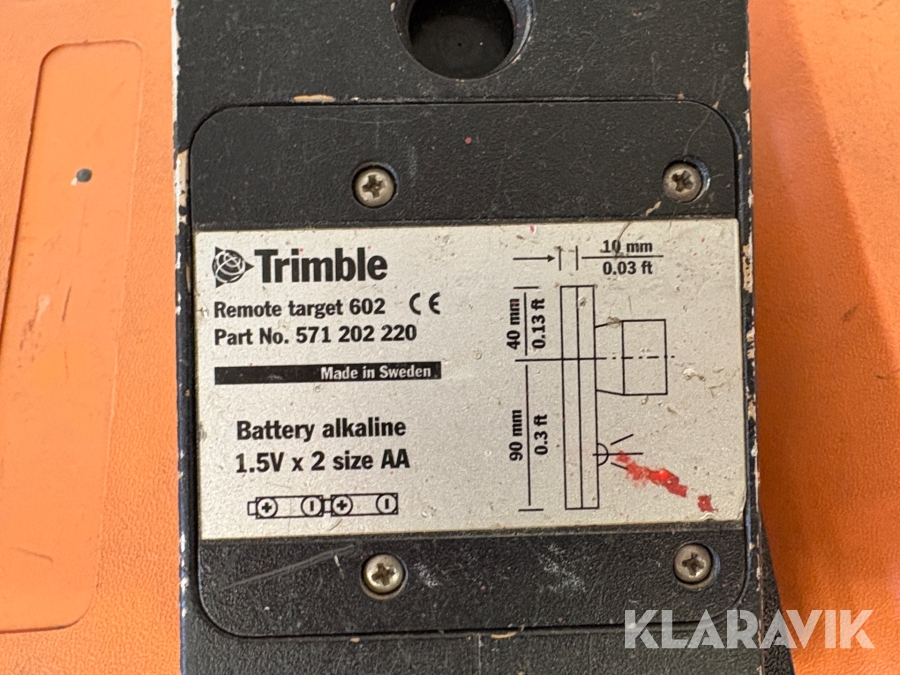 Trimble
Remote target 602 CE
Part No. 571 202 220
Made in Sweden
Battery alkaline
1.5V x 2 size AA
+ − + −
10 mm
0.03 ft
40 mm
0.13 ft
90 mm
0.3 ft
KLARAVIK